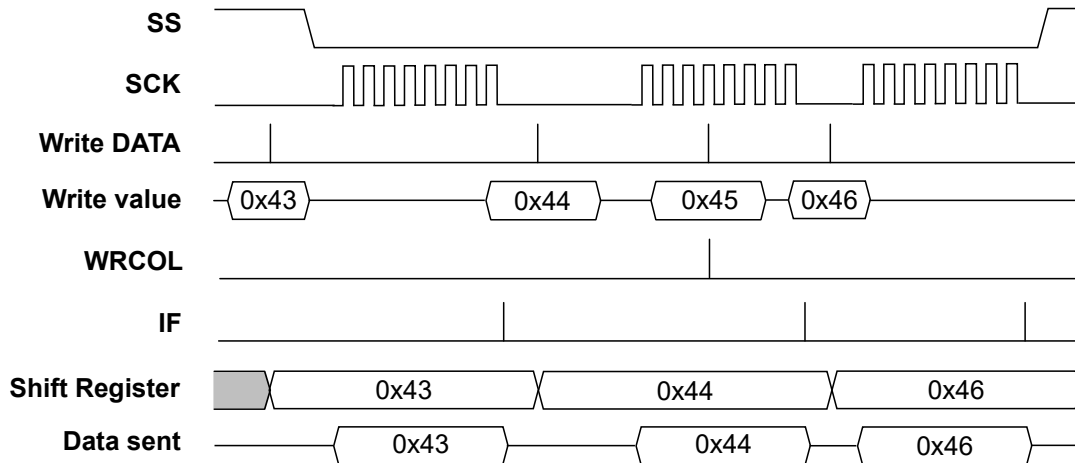 SS
SCK
Write DATA
Write value 0x43 0x44 0x45 0x46
WRCOL
IF
Shift Register 0x43 0x44 0x46
Data sent 0x43 0x44 0x46